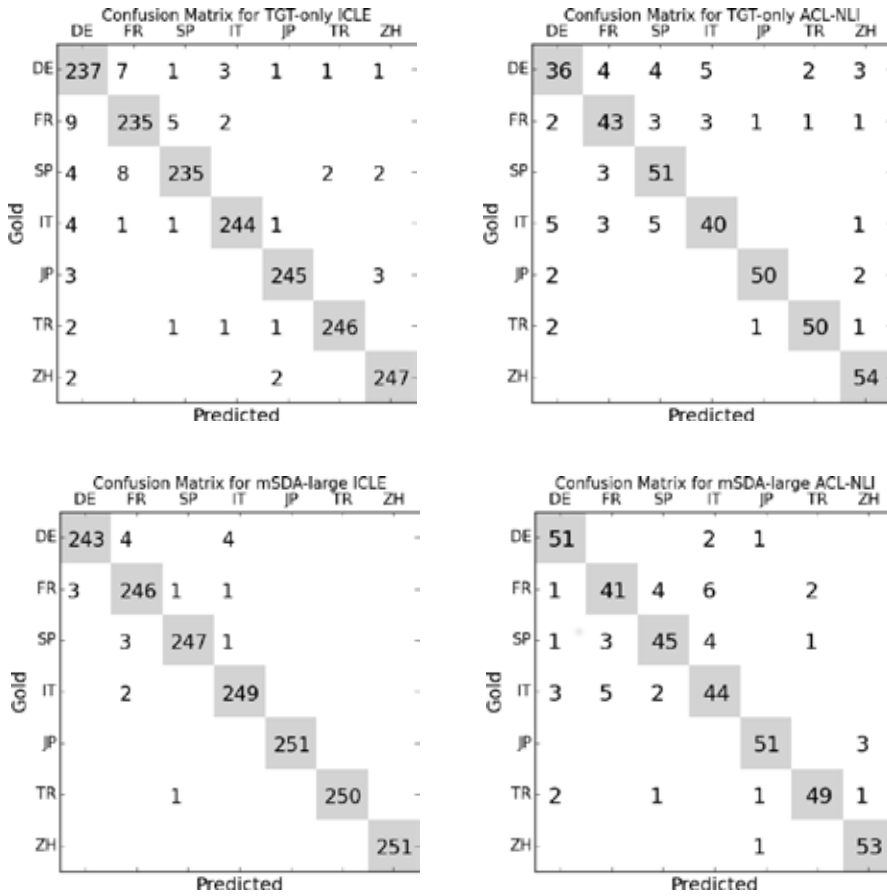 Confusion Matrix for TGT-only ICLE
DE FR SP IT JP TR ZH
DE 237 7 1 3 1 1 1
FR 9 235 5 2
SP 4 8 235 2 2
IT 4 1 1 244 1
JP 3 245 3
TR 2 1 1 1 246
ZH 2 2 247
Gold
Predicted
Confusion Matrix for TGT-only ACL-NLI
DE FR SP IT JP TR ZH
DE 36 4 4 5 2 3
FR 2 43 3 3 1 1 1
SP 3 51
IT 5 3 5 40 1
JP 2 50 2
TR 2 1 50 1
ZH 54
Gold
Predicted
Confusion Matrix for mSDA-large ICLE
DE FR SP IT JP TR ZH
DE 243 4 4
FR 3 246 1 1
SP 3 247 1
IT 2 249
JP 251
TR 1 250
ZH 251
Gold
Predicted
Confusion Matrix for mSDA-large ACL-NLI
DE FR SP IT JP TR ZH
DE 51 2 1
FR 1 41 4 6 2
SP 1 3 45 4 1
IT 3 5 2 44
JP 51 3
TR 2 1 1 49 1
ZH 1 53
Gold
Predicted